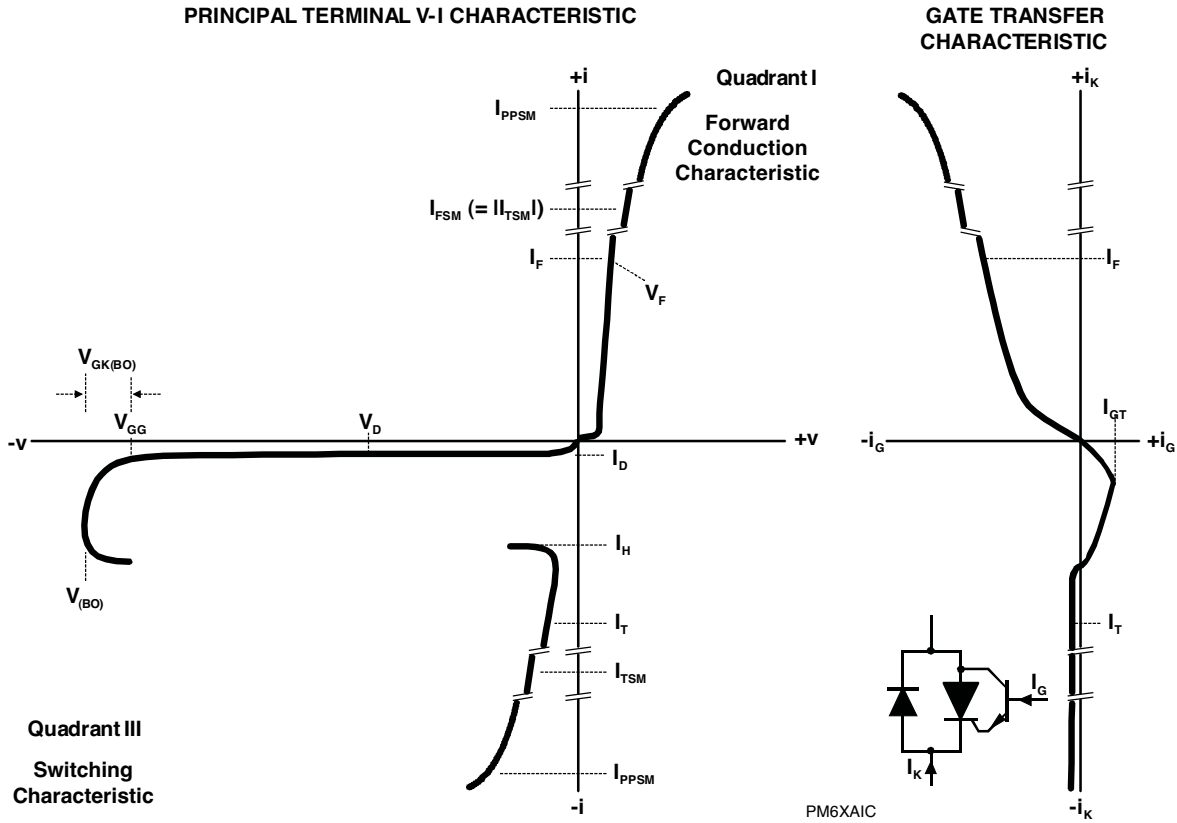 PRINCIPAL TERMINAL V-I CHARACTERISTIC
GATE TRANSFER
CHARACTERISTIC
+i
Quadrant I
+iK
IPPSM
Forward
Conduction
Characteristic
IFSM (= |ITSM|)
IF
VF
IF
VGK(BO)
VGG
VD
IGT
-v
+v
-iG
+iG
ID
IH
V(BO)
IT
IT
ITSM
IG
Quadrant III
Switching
Characteristic
IPPSM
IK
-i
PM6XAIC
-iK